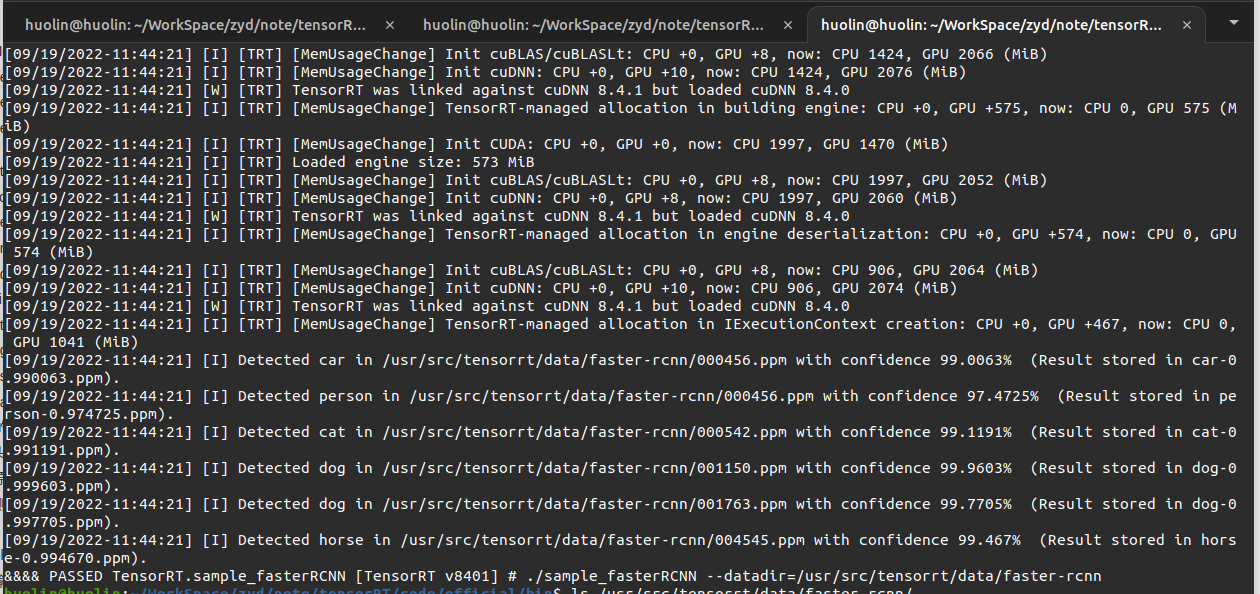 huolin@huolin: ~/WorkSpace/zyd/note/tensorR... × huolin@huolin: ~/WorkSpace/zyd/note/tensorR... × huolin@huolin: ~/WorkSpace/zyd/note/tensorR... ×
[09/19/2022-11:44:21] [I] [TRT] [MemUsageChange] Init cuBLAS/cuBLASLt: CPU +0, GPU +8, now: CPU 1424, GPU 2066 (MiB)
[09/19/2022-11:44:21] [I] [TRT] [MemUsageChange] Init cuDNN: CPU +0, GPU +10, now: CPU 1424, GPU 2076 (MiB)
[09/19/2022-11:44:21] [W] [TRT] TensorRT was linked against cuDNN 8.4.1 but loaded cuDNN 8.4.0
[09/19/2022-11:44:21] [I] [TRT] [MemUsageChange] TensorRT-managed allocation in building engine: CPU +0, GPU +575, now: CPU 0, GPU 575 (M
iB)
[09/19/2022-11:44:21] [I] [TRT] [MemUsageChange] Init CUDA: CPU +0, GPU +0, now: CPU 1997, GPU 1470 (MiB)
[09/19/2022-11:44:21] [I] [TRT] Loaded engine size: 573 MiB
[09/19/2022-11:44:21] [I] [TRT] [MemUsageChange] Init cuBLAS/cuBLASLt: CPU +0, GPU +8, now: CPU 1997, GPU 2052 (MiB)
[09/19/2022-11:44:21] [I] [TRT] [MemUsageChange] Init cuDNN: CPU +0, GPU +8, now: CPU 1997, GPU 2060 (MiB)
[09/19/2022-11:44:21] [W] [TRT] TensorRT was linked against cuDNN 8.4.1 but loaded cuDNN 8.4.0
[09/19/2022-11:44:21] [I] [TRT] [MemUsageChange] TensorRT-managed allocation in engine deserialization: CPU +0, GPU +574, now: CPU 0, GPU
574 (MiB)
[09/19/2022-11:44:21] [I] [TRT] [MemUsageChange] Init cuBLAS/cuBLASLt: CPU +0, GPU +8, now: CPU 906, GPU 2064 (MiB)
[09/19/2022-11:44:21] [I] [TRT] [MemUsageChange] Init cuDNN: CPU +0, GPU +10, now: CPU 906, GPU 2074 (MiB)
[09/19/2022-11:44:21] [W] [TRT] TensorRT was linked against cuDNN 8.4.1 but loaded cuDNN 8.4.0
[09/19/2022-11:44:21] [I] [TRT] [MemUsageChange] TensorRT-managed allocation in IExecutionContext creation: CPU +0, GPU +467, now: CPU 0,
GPU 1041 (MiB)
[09/19/2022-11:44:21] [I] Detected car in /usr/src/tensorrt/data/faster-rcnn/000456.ppm with confidence 99.0063%  (Result stored in car-0
.990063.ppm).
[09/19/2022-11:44:21] [I] Detected person in /usr/src/tensorrt/data/faster-rcnn/000456.ppm with confidence 97.4725%  (Result stored in pe
rson-0.974725.ppm).
[09/19/2022-11:44:21] [I] Detected cat in /usr/src/tensorrt/data/faster-rcnn/000542.ppm with confidence 99.1191%  (Result stored in cat-0
.991191.ppm).
[09/19/2022-11:44:21] [I] Detected dog in /usr/src/tensorrt/data/faster-rcnn/001150.ppm with confidence 99.9603%  (Result stored in dog-0
.999603.ppm).
[09/19/2022-11:44:21] [I] Detected dog in /usr/src/tensorrt/data/faster-rcnn/001763.ppm with confidence 99.7705%  (Result stored in dog-0
.997705.ppm).
[09/19/2022-11:44:21] [I] Detected horse in /usr/src/tensorrt/data/faster-rcnn/004545.ppm with confidence 99.467%  (Result stored in hors
e-0.994670.ppm).
&&&& PASSED TensorRT.sample_fasterRCNN [TensorRT v8401] # ./sample_fasterRCNN --datadir=/usr/src/tensorrt/data/faster-rcnn
huolin@huolin:~/WorkSpace/zyd/note/tensorRT/code/official/bin$ ls /usr/src/tensorrt/data/faster-rcnn/